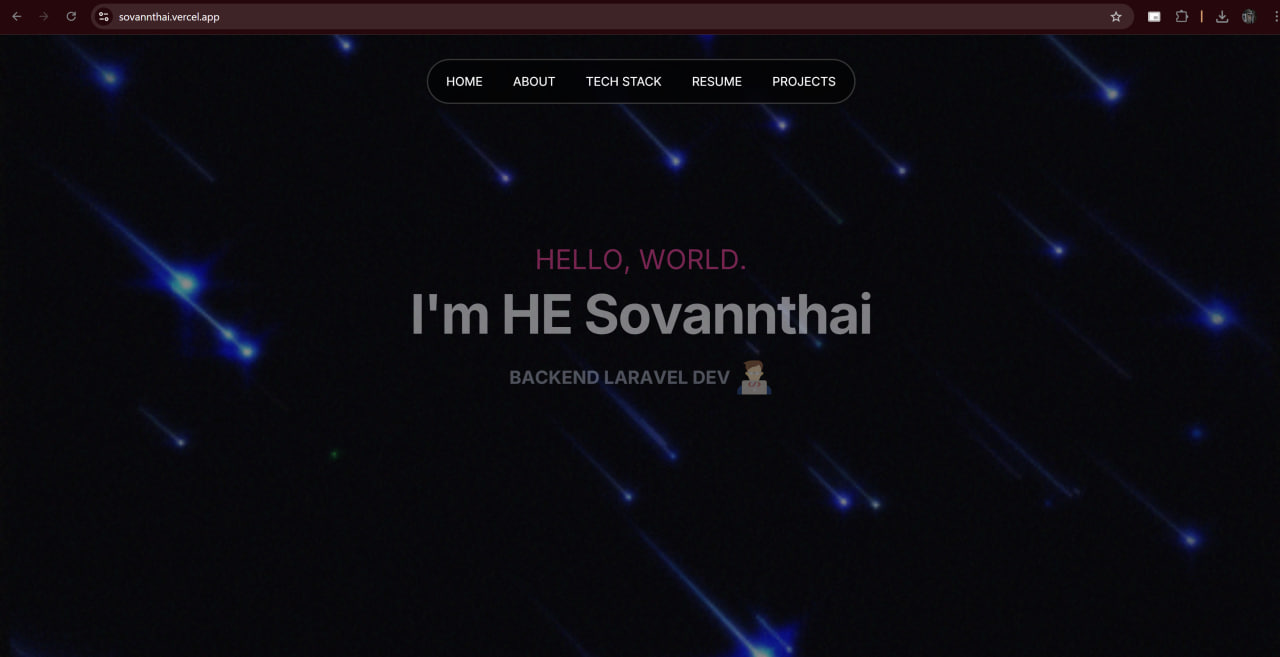 sovannthai.vercel.app
HOME ABOUT TECH STACK RESUME PROJECTS
HELLO, WORLD.
I'm HE Sovannthai
BACKEND LARAVEL DEV